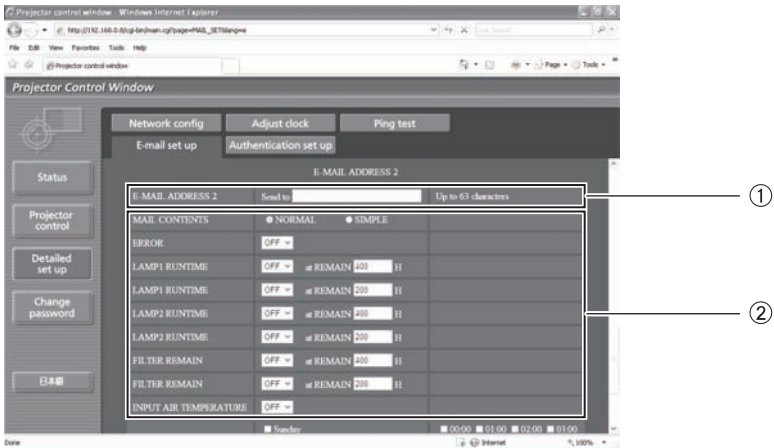 Projector control window - Windows Internet Explorer
File Edit View Favorites Tools Help
Projector control window
Page Tools
Projector Control Window
Network config Adjust clock Ping test
E-mail set up Authentication set up
Status
Projector control
Detailed set up
Change password
日本語
E-MAIL ADDRESS 2
E-MAIL ADDRESS 2 Send to Up to 63 characters
MAIL CONTENTS NORMAL SIMPLE
ERROR OFF
LAMP1 RUNTIME OFF at REMAIN 400 H
LAMP1 RUNTIME OFF at REMAIN 200 H
LAMP2 RUNTIME OFF at REMAIN 400 H
LAMP2 RUNTIME OFF at REMAIN 200 H
FILTER REMAIN OFF at REMAIN 400 H
FILTER REMAIN OFF at REMAIN 200 H
INPUT AIR TEMPERATURE OFF
Sunday 00:00 01:00 02:00 03:00
Done Internet 100%
①
②